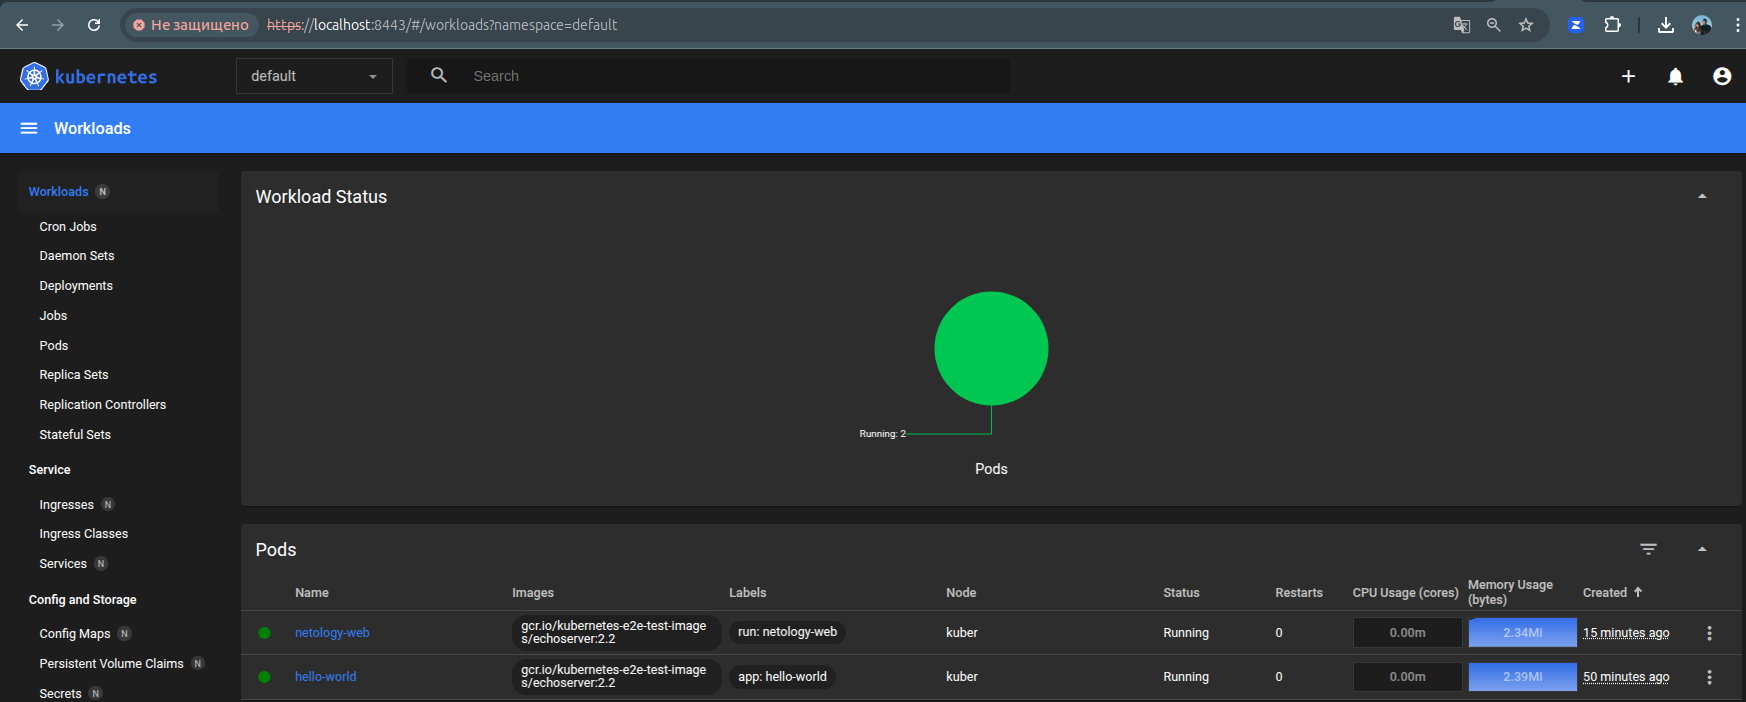 Не защищено https://localhost:8443/#/workloads?namespace=default
kubernetes default Search
Workloads
Workloads N
Cron Jobs
Daemon Sets
Deployments
Jobs
Pods
Replica Sets
Replication Controllers
Stateful Sets
Service
Ingresses N
Ingress Classes
Services N
Config and Storage
Config Maps N
Persistent Volume Claims N
Secrets N
Workload Status
Running: 2
Pods
Pods
Name Images Labels Node Status Restarts CPU Usage (cores) Memory Usage (bytes) Created
netology-web gcr.io/kubernetes-e2e-test-images/echoserver:2.2 run: netology-web kuber Running 0 0.00m 2.34Mi 15 minutes ago
hello-world gcr.io/kubernetes-e2e-test-images/echoserver:2.2 app: hello-world kuber Running 0 0.00m 2.39Mi 50 minutes ago